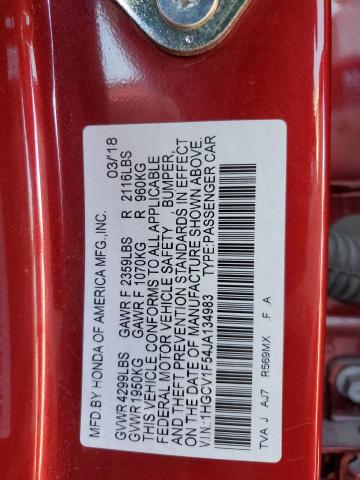 MFD. BY HONDA OF AMERICA MFG.,INC. 03/'18
GVWR 4299LBS GAWR F 2359LBS R 2116LBS
GVWR 1950KG GAWR F 1070KG R 960KG
THIS VEHICLE CONFORMS TO ALL APPLICABLE
FEDERAL MOTOR VEHICLE SAFETY , BUMPER,
AND THEFT PREVENTION STANDARDS IN EFFECT
ON THE DATE OF MANUFACTURE SHOWN ABOVE.
V.I.N.:1HGCV1F54JA134983 TYPE:PASSENGER CAR
TVA J AJ7 R569MX .F .A